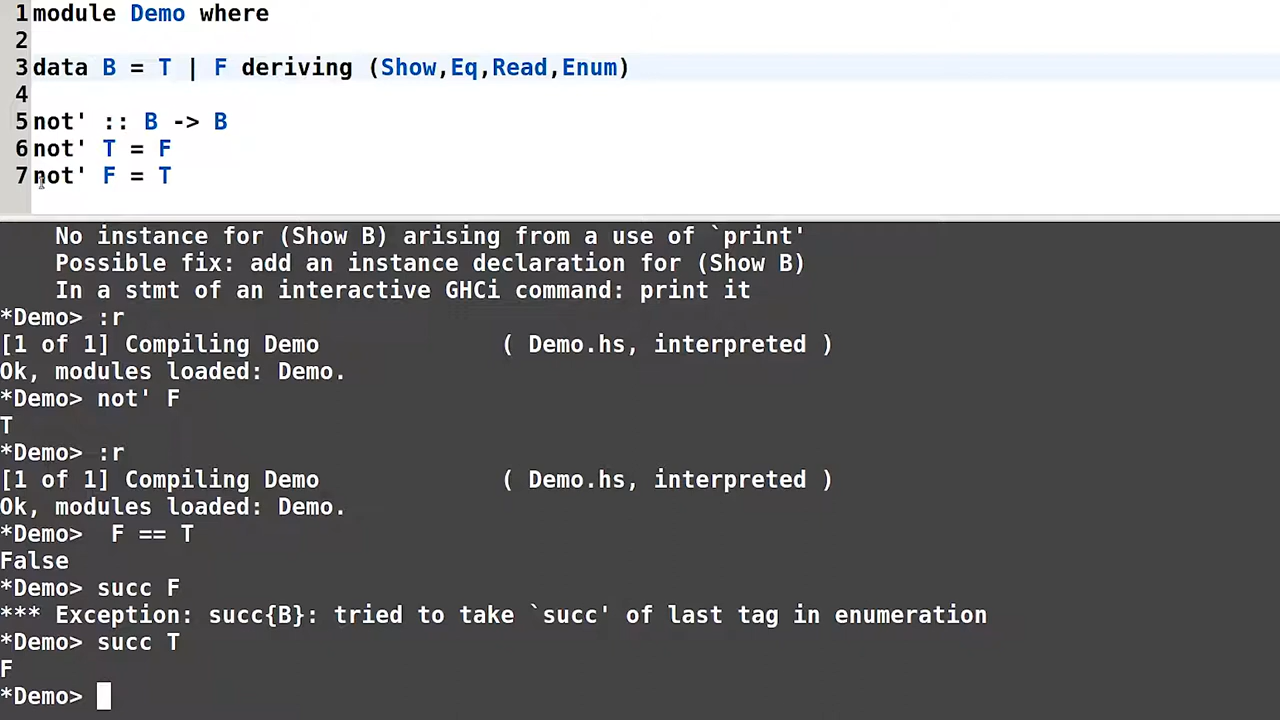 1 module Demo where
2
3 data B = T | F deriving (Show,Eq,Read,Enum)
4
5 not' :: B -> B
6 not' T = F
7 not' F = T
No instance for (Show B) arising from a use of `print'
Possible fix: add an instance declaration for (Show B)
In a stmt of an interactive GHCi command: print it
*Demo> :r
[1 of 1] Compiling Demo             ( Demo.hs, interpreted )
Ok, modules loaded: Demo.
*Demo> not' F
T
*Demo> :r
[1 of 1] Compiling Demo             ( Demo.hs, interpreted )
Ok, modules loaded: Demo.
*Demo>  F == T
False
*Demo> succ F
*** Exception: succ{B}: tried to take `succ' of last tag in enumeration
*Demo> succ T
F
*Demo>